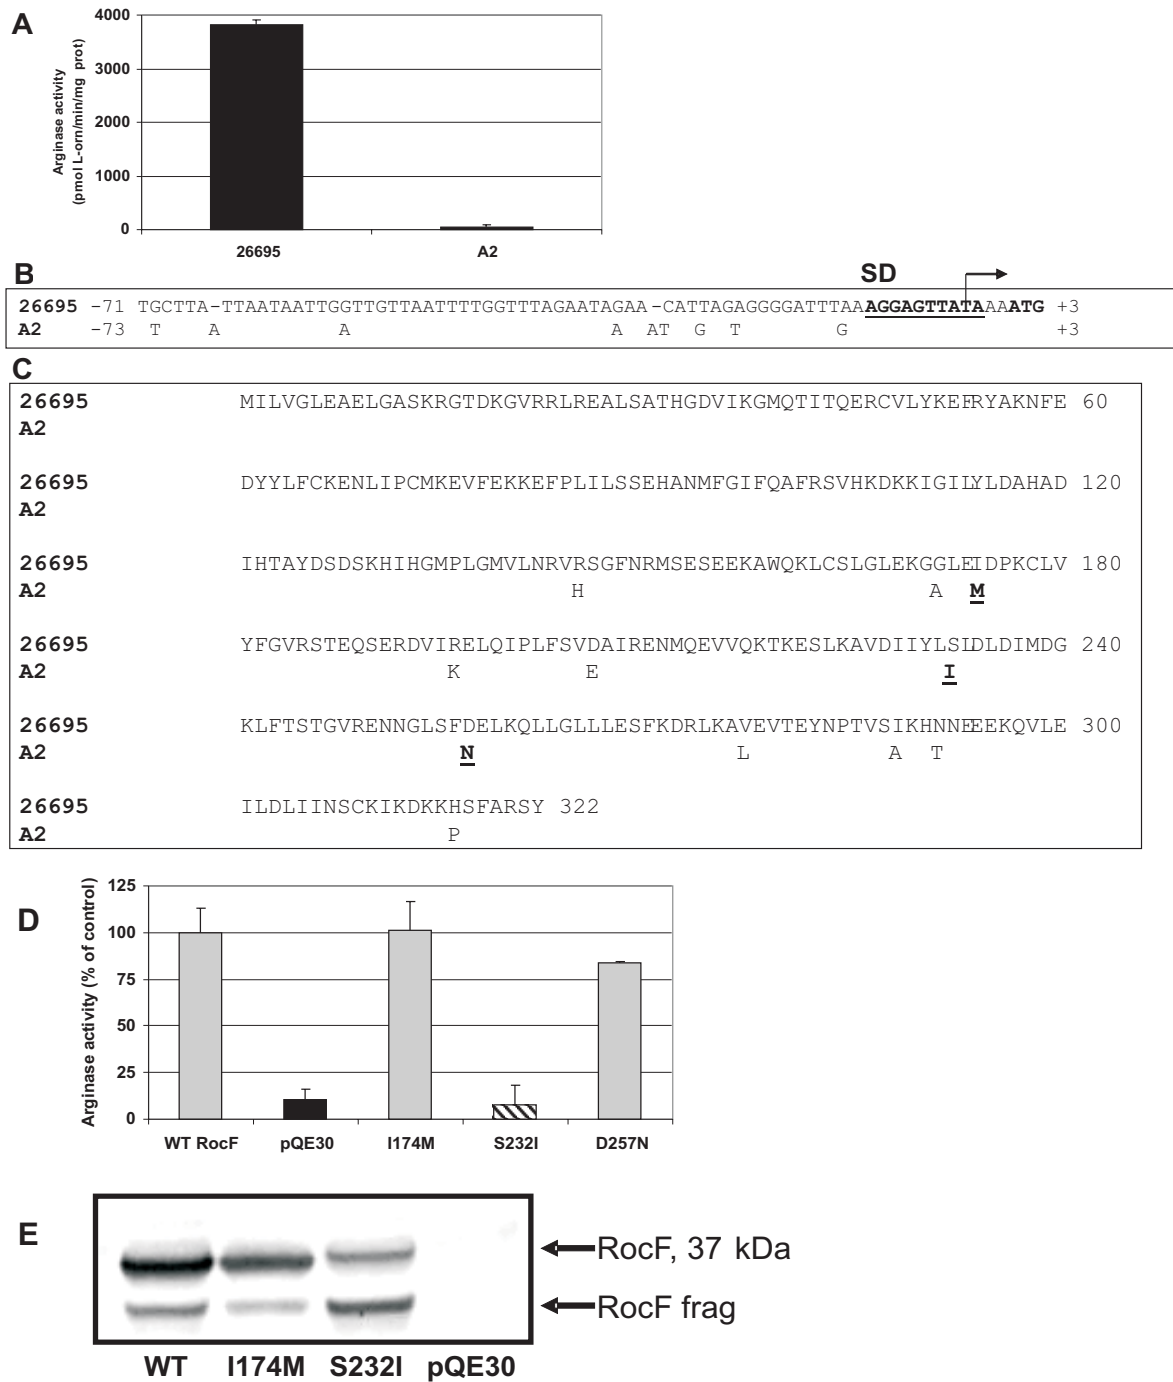 A
Arginase activity
(pmol L-orn/min/mg prot)
4000
3000
2000
1000
0
26695 A2
B
SD
26695 -71 TGCTTA-TTAATAATTGGTTGTTAATTTTGGTTTAGAATAGAA-CATTAGAGGGGATTTAAAGGAGTTATAAAATG +3
A2 -73 T A A A AT G T G +3
C
26695 MILVGLEAELGASKRGTDKGVRRLREALSATHGDVIKGMQTITQERCVLYKEFRYAKNFE 60
A2
26695 DYYLFCKENLIPCMKEVFEKKEFPLILSSEHANMFGIFQAFRSVHKDKKIGILYLDAHAD 120
A2
26695 IHTAYDSDSKHIHGMPLGMVLNRVRSGFNRMSESEEKAWQKLCSLGLEKGGLEIDPKCLV 180
A2 H A M
26695 YFGVRSTEQSERDVIRELQIPLFSVDAIRENMQEVVQKTKESLKAVDIIYLSLDLDIMDG 240
A2 K E I
26695 KLFTSTGVRENNGLSFDELKQLLGLLLESFKDRLKAVEVTEYNPTVSIKHNNEEEKQVLE 300
A2 N L A T
26695 ILDLIINSCKIKDKKHSFARSY 322
A2 P
D
Arginase activity (% of control)
125
100
75
50
25
0
WT RocF pQE30 I174M S232I D257N
E
RocF, 37 kDa
RocF frag
WT I174M S232I pQE30